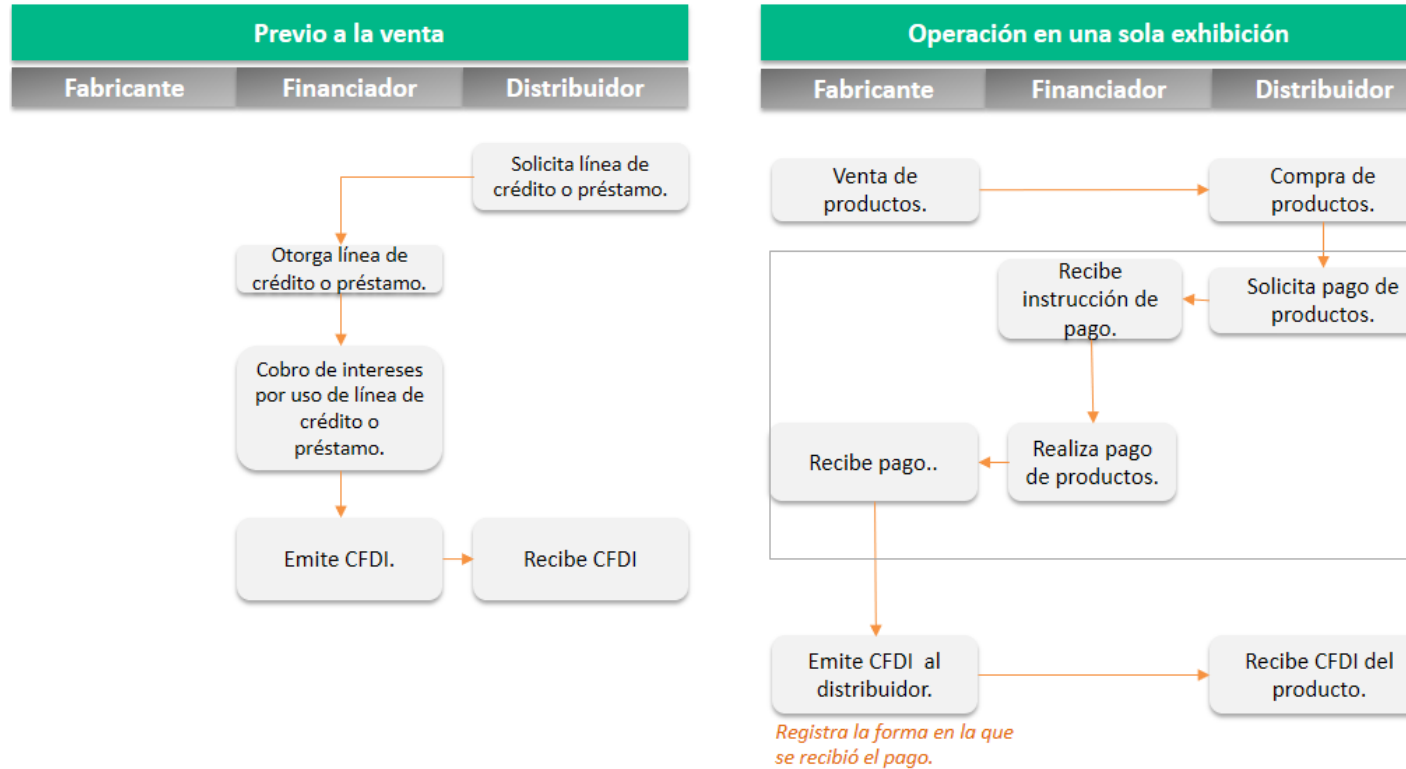 Previo a la venta
Fabricante
Financiador
Distribuidor
Solicita línea de
crédito o préstamo.
Otorga línea de
crédito o préstamo.
Cobro de intereses
por uso de línea de
crédito o
préstamo.
Emite CFDI.
Recibe CFDI
Operación en una sola exhibición
Fabricante
Financiador
Distribuidor
Venta de
productos.
Compra de
productos.
Recibe
instrucción de
pago.
Solicita pago de
productos.
Recibe pago..
Realiza pago
de productos.
Emite CFDI al
distribuidor.
Recibe CFDI del
producto.
Registra la forma en la que
se recibió el pago.